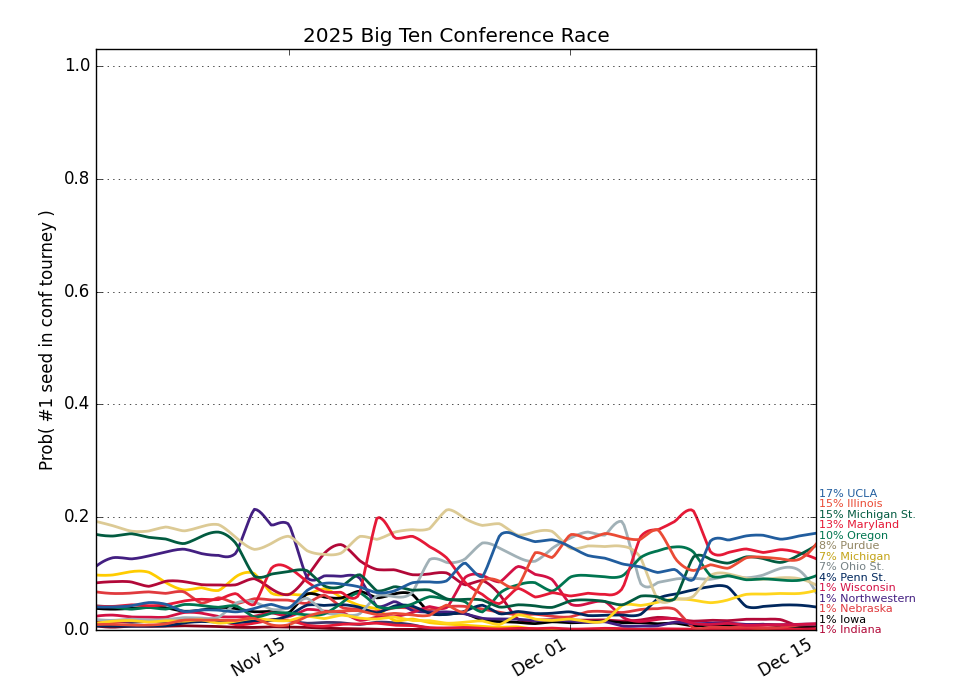 2025 Big Ten Conference Race
Prob( #1 seed in conf tourney )
1.0
0.8
0.6
0.4
0.2
0.0
Nov 15
Dec 01
Dec 15
17% UCLA
15% Illinois
15% Michigan St.
13% Maryland
10% Oregon
8% Purdue
7% Michigan
7% Ohio St.
4% Penn St.
1% Wisconsin
1% Northwestern
1% Nebraska
1% Iowa
1% Indiana